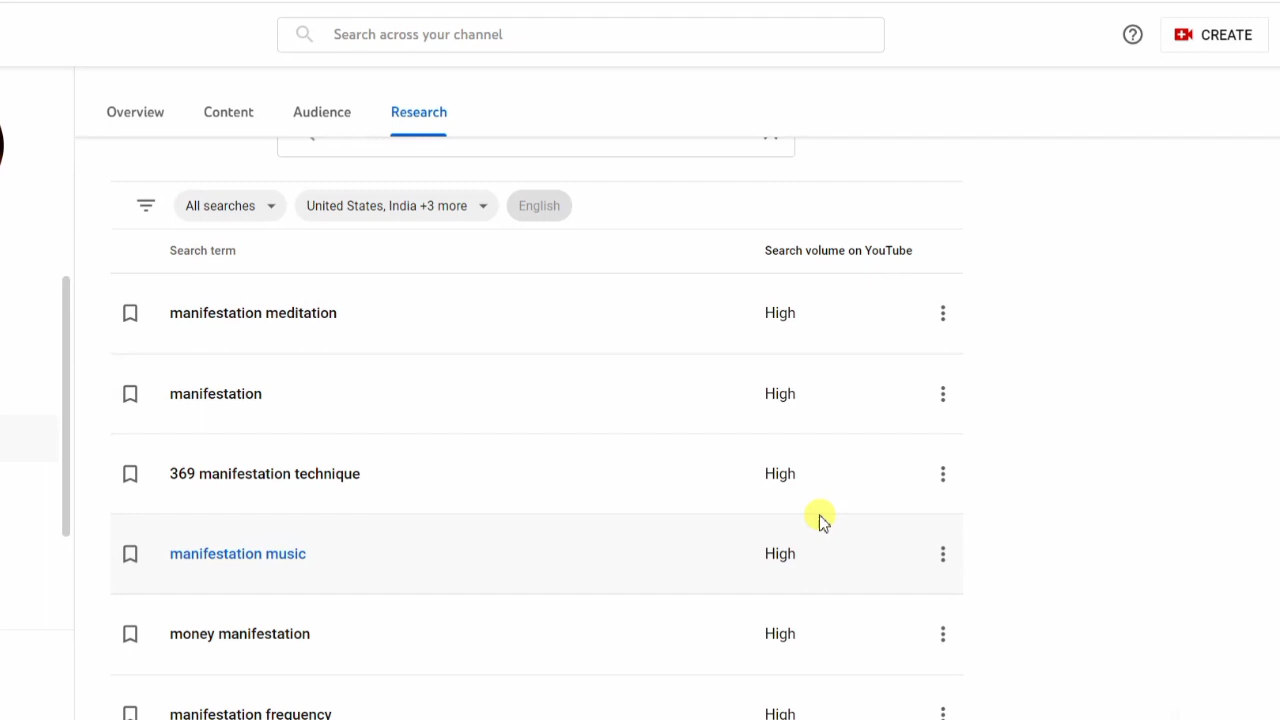 Search across your channel
CREATE
Overview Content Audience Research
All searches United States, India +3 more English
Search term Search volume on YouTube
manifestation meditation High
manifestation High
369 manifestation technique High
manifestation music High
money manifestation High
manifestation frequency High